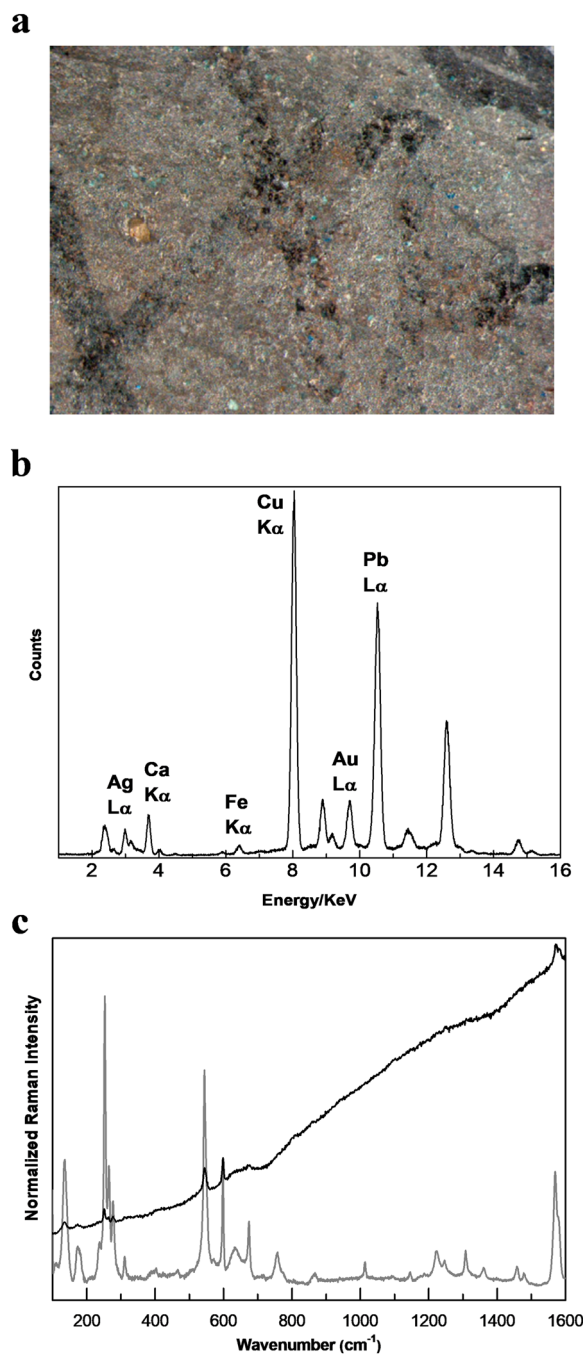 a
b
Cu
Kα
Pb
Lα
Ag
Lα
Ca
Kα
Fe
Kα
Au
Lα
Counts
2 4 6 8 10 12 14 16
Energy/KeV
c
Normalized Raman Intensity
200 400 600 800 1000 1200 1400 1600
Wavenumber (cm⁻¹)